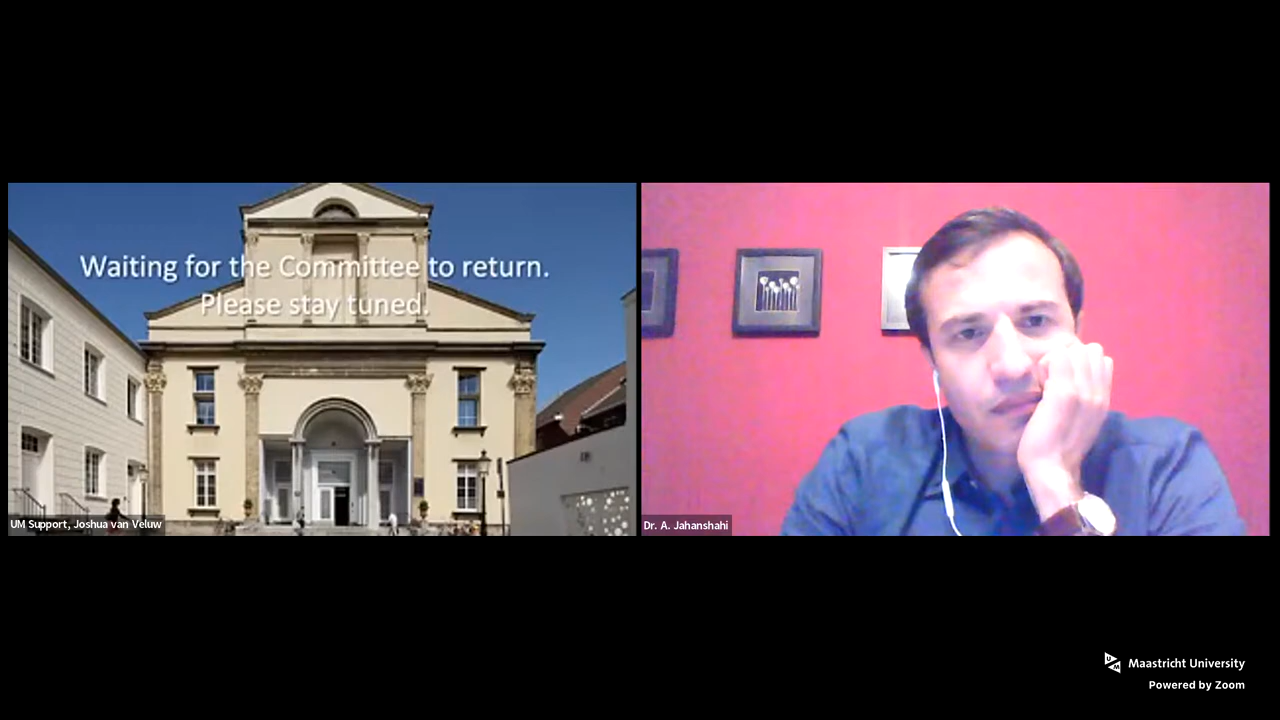 Waiting for the Committee to return.
Please stay tuned.
UM Support, Joshua van Veluw
Dr. A. Jahanshahi
Maastricht University
Powered by Zoom